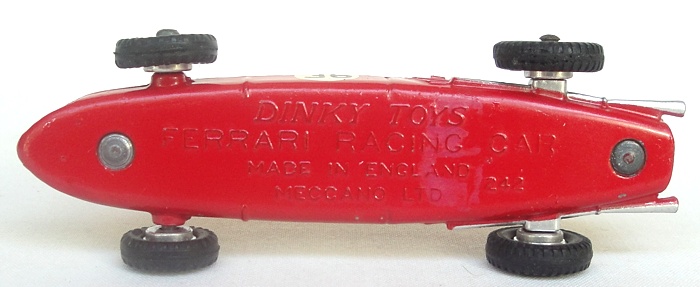 DINKY TOYS
FERRARI RACING CAR
MADE IN ENGLAND
MECCANO LTD
242